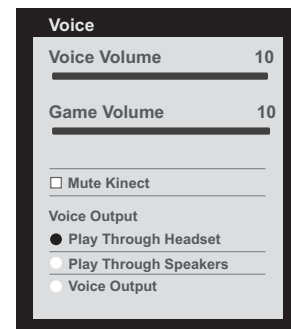 Voice
Voice Volume 10
Game Volume 10
Mute Kinect
Voice Output
Play Through Headset
Play Through Speakers
Voice Output